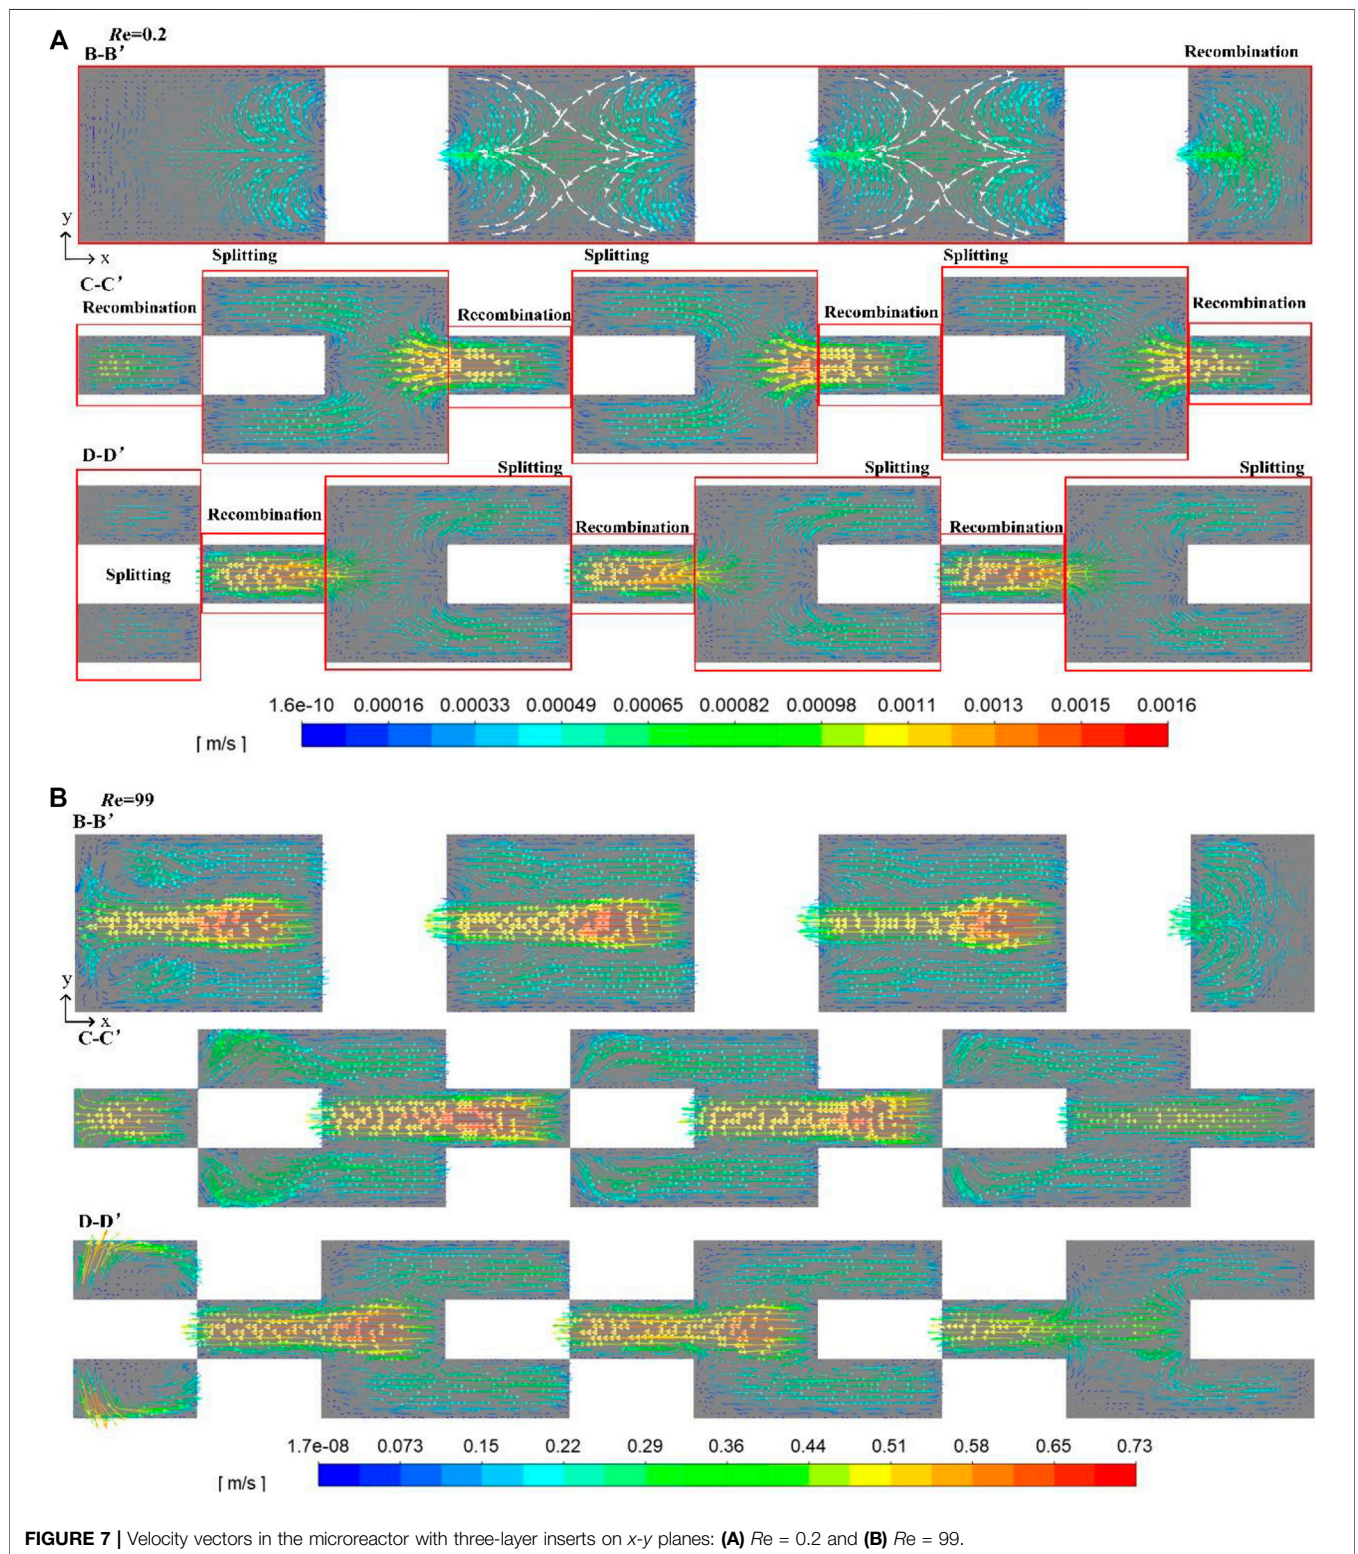 A
Re=0.2
B-B’
Recombination
y
x
Splitting
Splitting
Splitting
C-C’
Recombination
Recombination
Recombination
Recombination
D-D’
Splitting
Splitting
Splitting
Recombination
Recombination
Recombination
Splitting
1.6e-10 0.00016 0.00033 0.00049 0.00065 0.00082 0.00098 0.0011 0.0013 0.0015 0.0016
[ m/s ]
B
Re=99
B-B’
y
x
C-C’
D-D’
1.7e-08 0.073 0.15 0.22 0.29 0.36 0.44 0.51 0.58 0.65 0.73
[ m/s ]
FIGURE 7 | Velocity vectors in the microreactor with three-layer inserts on x-y planes: (A) Re = 0.2 and (B) Re = 99.